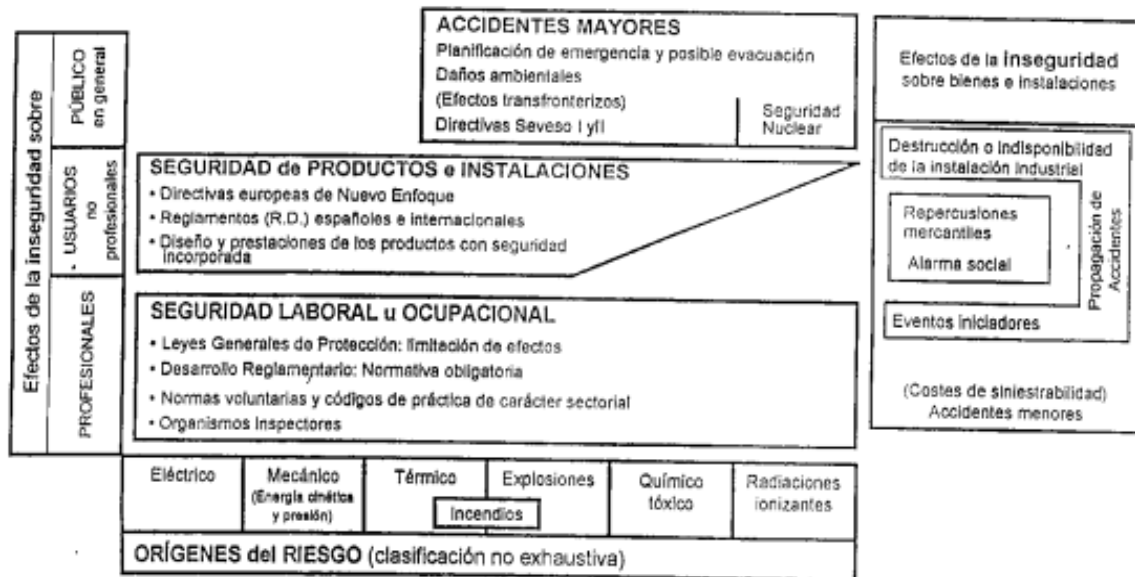 Efectos de la inseguridad sobre
PÚBLICO
en general
USUARIOS
no
profesionales
PROFESIONALES
ACCIDENTES MAYORES
Planificación de emergencia y posible evacuación
Daños ambientales
(Efectos transfronterizos)
Directivas Seveso I yII
Seguridad
Nuclear
SEGURIDAD de PRODUCTOS e INSTALACIONES
• Directivas europeas de Nuevo Enfoque
• Reglamentos (R.D.) españoles e internacionales
• Diseño y prestaciones de los productos con seguridad
incorporada
SEGURIDAD LABORAL u OCUPACIONAL
• Leyes Generales de Protección: limitación de efectos
• Desarrollo Reglamentario: Normativa obligatoria
• Normas voluntarias y códigos de práctica de carácter sectorial
• Organismos Inspectores
Eléctrico
Mecánico
(Energía cinética
y presión)
Térmico
Explosiones
Incendios
Químico
tóxico
Radiaciones
ionizantes
ORÍGENES del RIESGO (clasificación no exhaustiva)
Efectos de la inseguridad
sobre bienes e instalaciones
Destrucción o indisponibilidad
de la instalación industrial
Repercusiones
mercantiles
Alarma social
Propagación de
Accidentes
Eventos iniciadores
(Costes de siniestrabilidad)
Accidentes menores